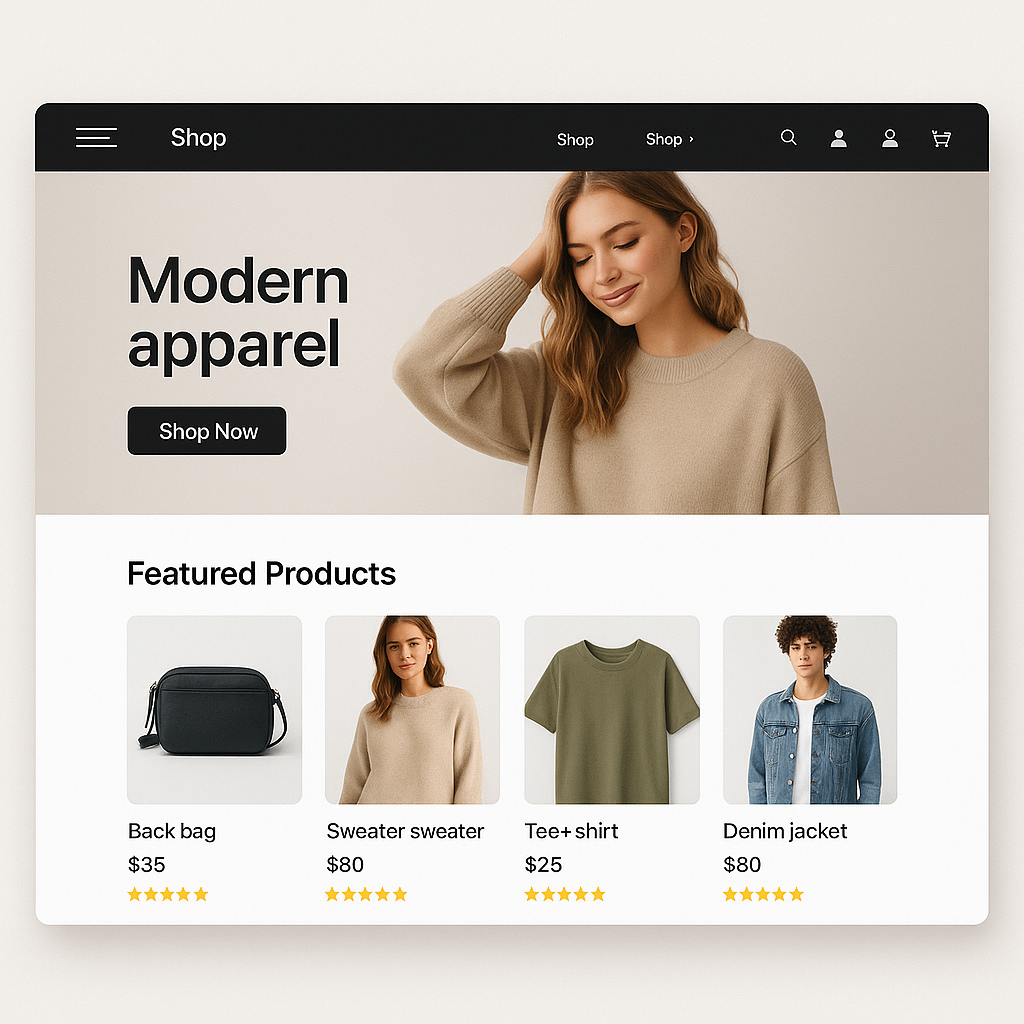 Shop
Shop
Shop ›
Modern
apparel
Shop Now
Featured Products
Back bag
$35
Sweater sweater
$80
Tee+shirt
$25
Denim jacket
$80